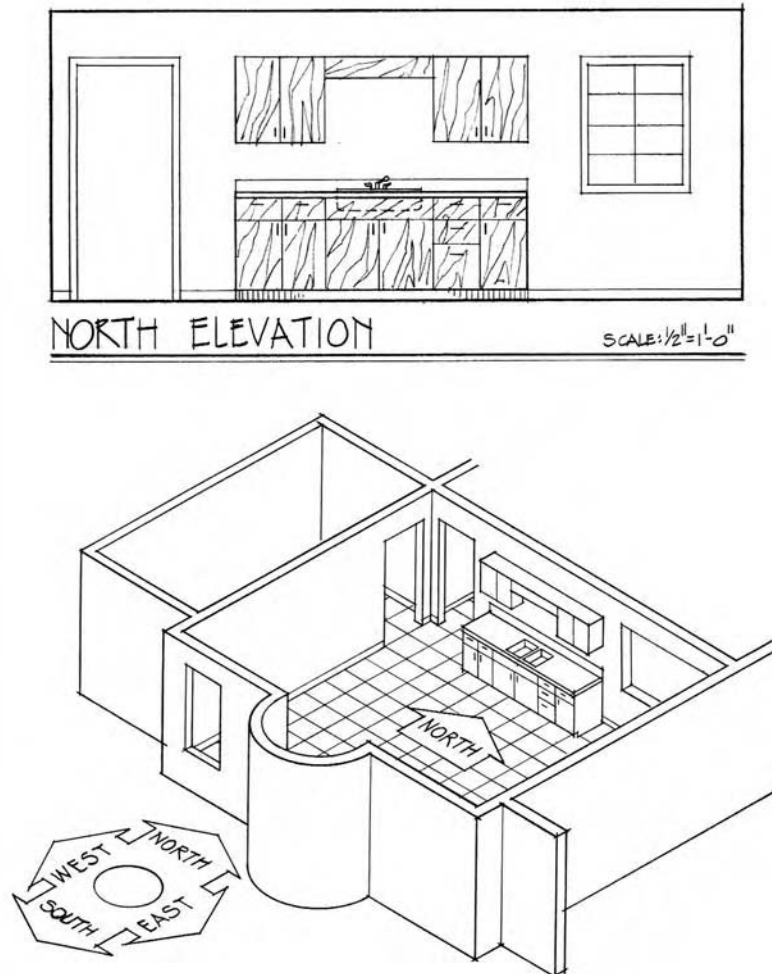 NORTH ELEVATION
SCALE: 1/2"=1'-0"
NORTH
WEST
NORTH
SOUTH
EAST